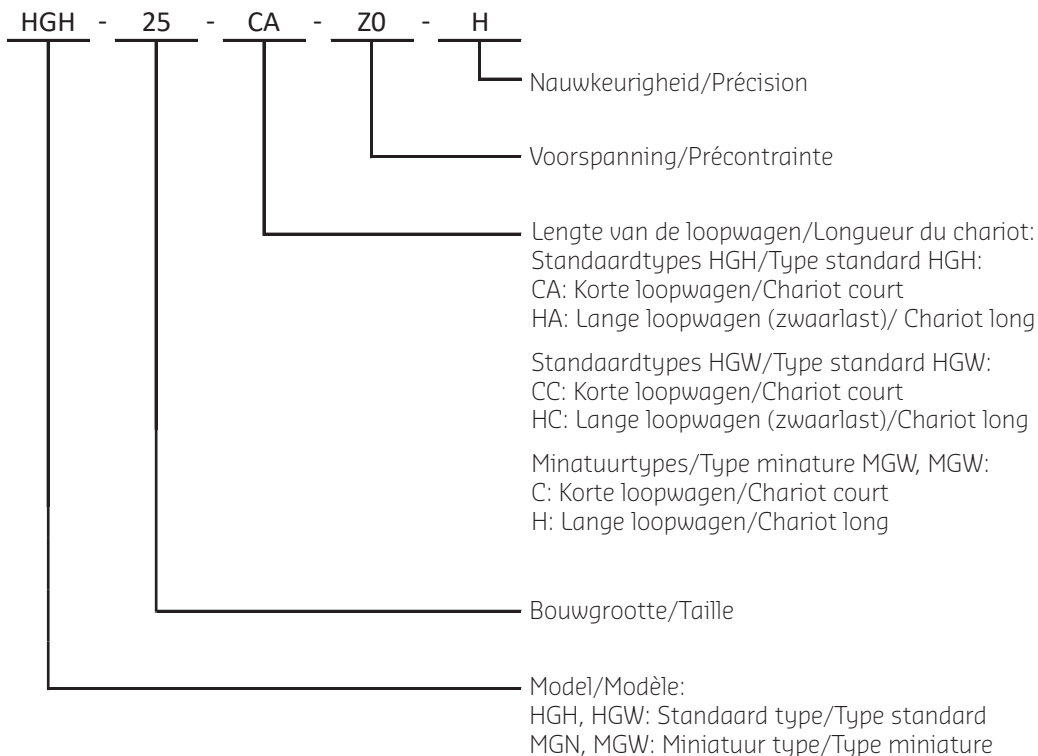 HGH - 25 - CA - Z0 - H
Nauwkeurigheid/Précision
Voorspanning/Précontrainte
Lengte van de loopwagen/Longueur du chariot:
Standaardtypes HGH/Type standard HGH:
CA: Korte loopwagen/Chariot court
HA: Lange loopwagen (zwaarlast)/ Chariot long
Standaardtypes HGW/Type standard HGW:
CC: Korte loopwagen/Chariot court
HC: Lange loopwagen (zwaarlast)/Chariot long
Minatuurtypes/Type minature MGW, MGW:
C: Korte loopwagen/Chariot court
H: Lange loopwagen/Chariot long
Bouwgrootte/Taille
Model/Modèle:
HGH, HGW: Standaard type/Type standard
MGN, MGW: Miniatuur type/Type miniature